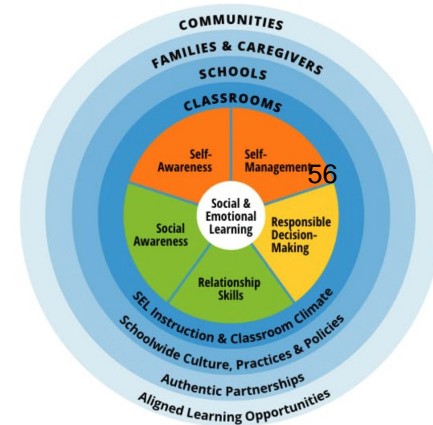 COMMUNITIES
FAMILIES & CAREGIVERS
SCHOOLS
CLASSROOMS
Self-
Awareness
Self-
Management
56
Social &
Emotional
Learning
Social
Awareness
Responsible
Decision-
Making
Relationship
Skills
SEL Instruction & Classroom Climate
Schoolwide Culture, Practices & Policies
Authentic Partnerships
Aligned Learning Opportunities